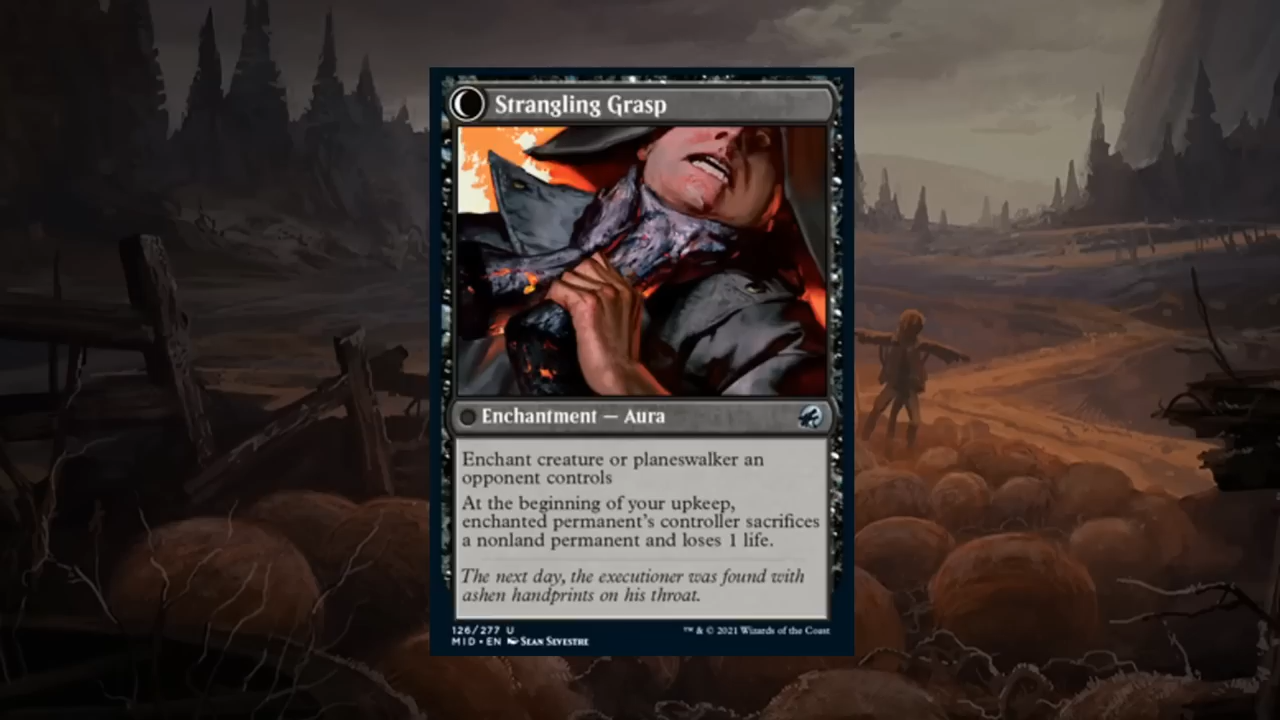 Strangling Grasp
Enchantment — Aura
Enchant creature or planeswalker an
opponent controls
At the beginning of your upkeep,
enchanted permanent's controller sacrifices
a nonland permanent and loses 1 life.
The next day, the executioner was found with
ashen handprints on his throat.
126/277 U
™ & © 2021 Wizards of the Coast
MID • EN Sean Sevestre